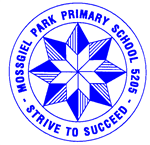 MOSSGIEL PARK PRIMARY SCHOOL 5205
- STRIVE TO SUCCEED -